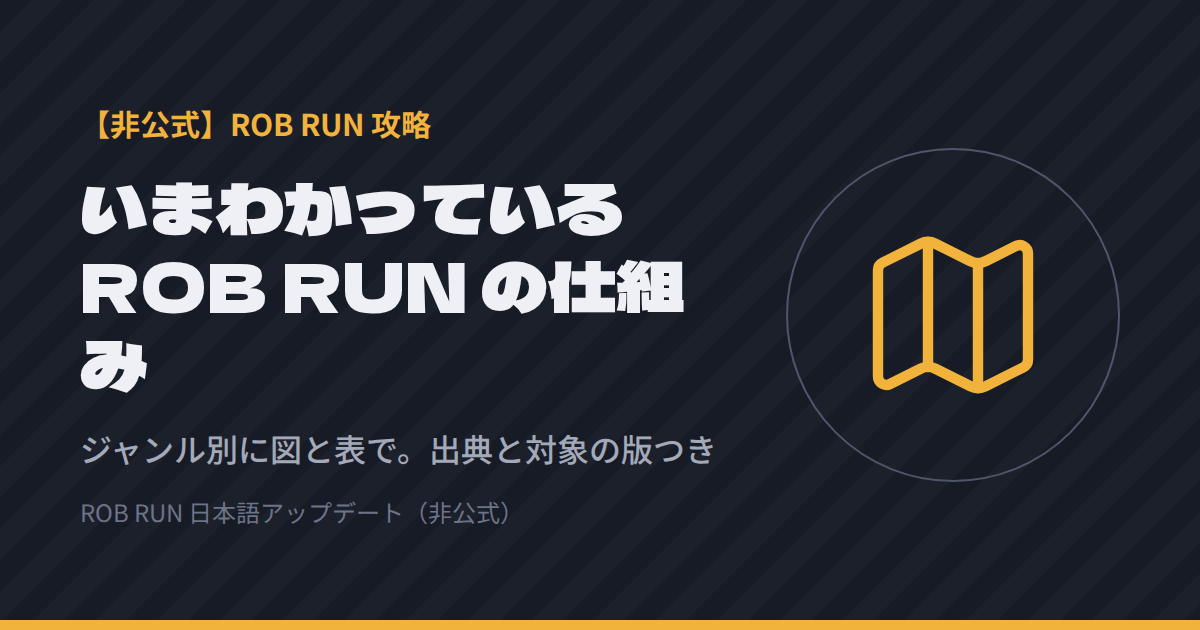 【非公式】ROB RUN 攻略
いまわかっている
ROB RUN の仕組
み
ジャンル別に図と表で。出典と対象の版つき
ROB RUN 日本語アップデート（非公式）